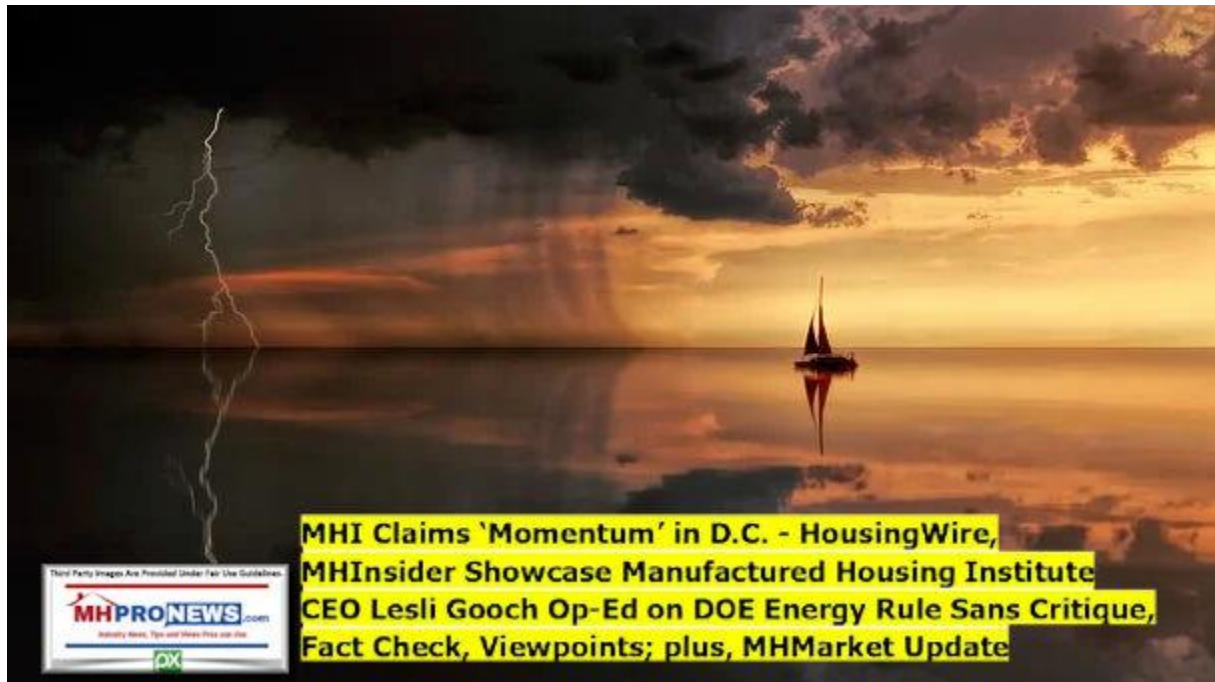 MHI Claims ‘Momentum’ in D.C. - HousingWire,
MHInsider Showcase Manufactured Housing Institute
CEO Lesli Gooch Op-Ed on DOE Energy Rule Sans Critique,
Fact Check, Viewpoints; plus, MHMarket Update
Third Party Images Are Provided Under Fair Use Guidelines.
MHPRONEWS.com
Industry News, Tips and Views Pros can Use
px